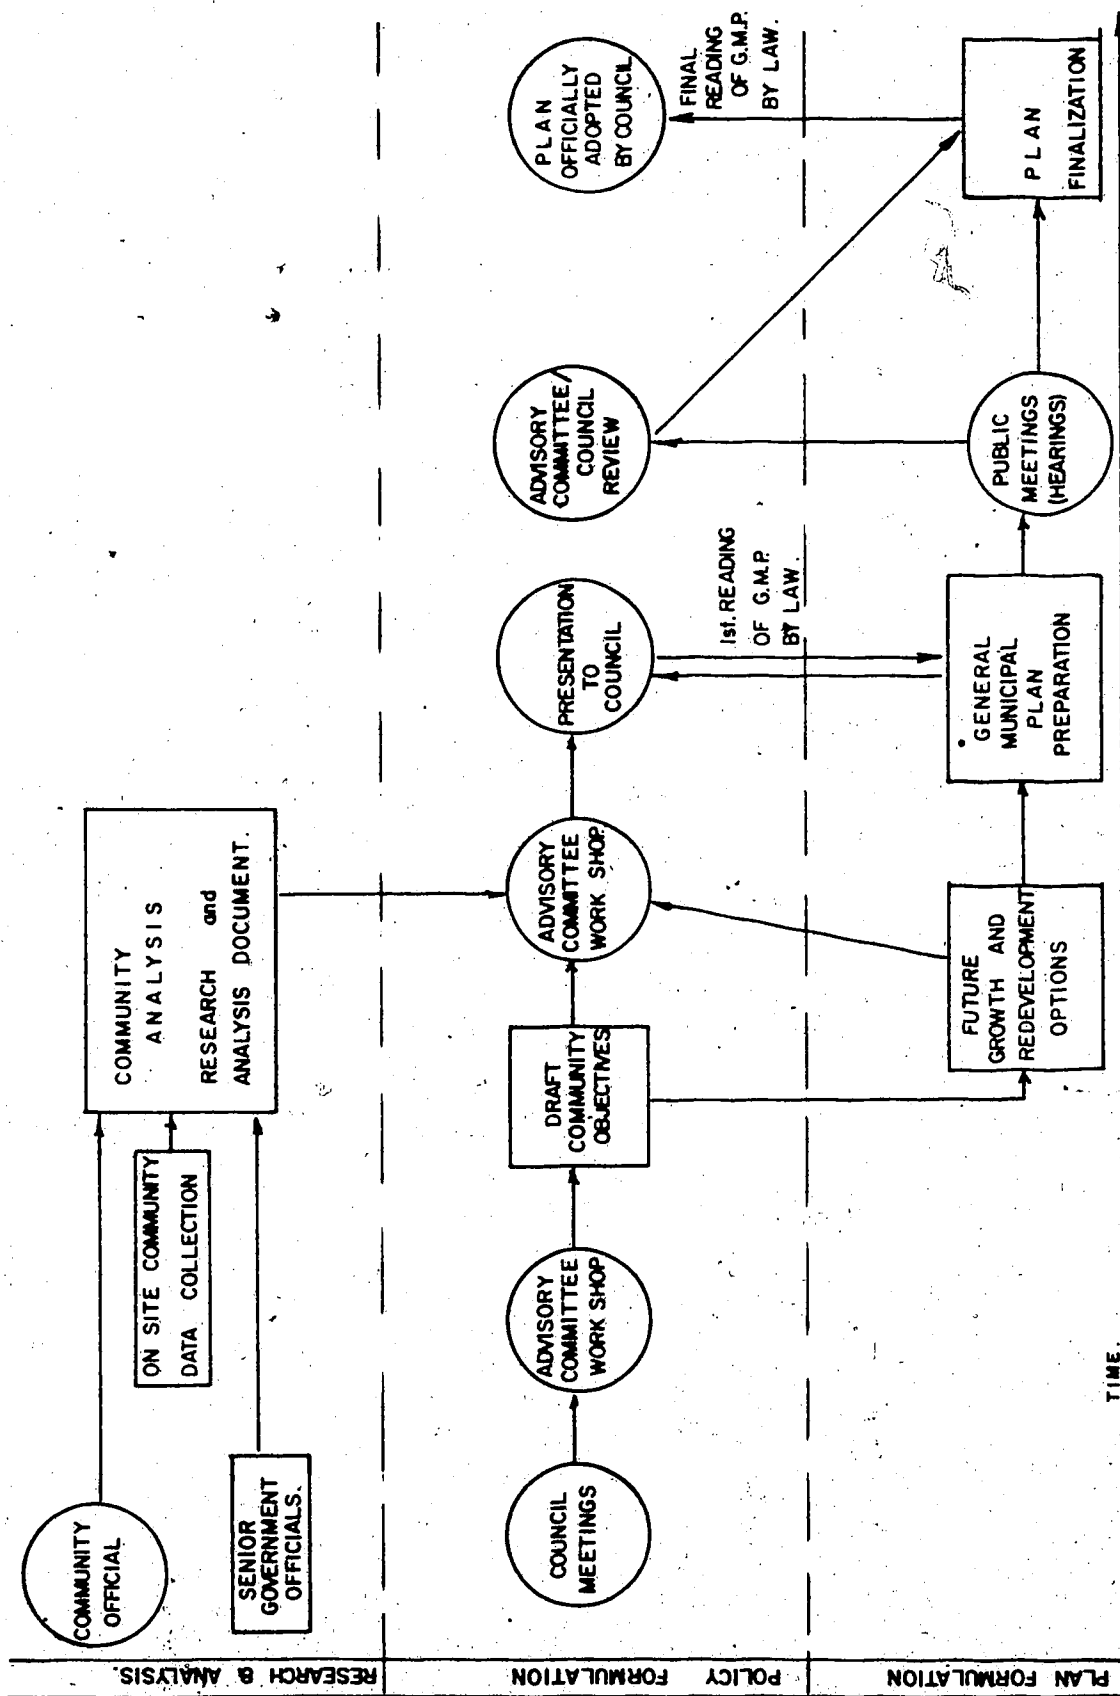 RESEARCH & ANALYSIS.
COMMUNITY
OFFICIAL
SENIOR
GOVERNMENT
OFFICIALS.
ON SITE COMMUNITY
DATA COLLECTION
COMMUNITY
ANALYSIS
RESEARCH and
ANALYSIS DOCUMENT.
POLICY FORMULATION
COUNCIL
MEETINGS
ADVISORY
COMMITTEE
WORK SHOP
DRAFT
COMMUNITY
OBJECTIVES
ADVISORY
COMMITTEE
WORK SHOP.
PRESENTATION
TO
COUNCIL
ADVISORY
COMMITTEE/
COUNCIL
REVIEW
PLAN
OFFICIALLY
ADOPTED
BY COUNCIL
1st. READING
OF G.M.P.
BY LAW.
FINAL
READING
OF G.M.P.
BY LAW.
PLAN FORMULATION
FUTURE
GROWTH AND
REDEVELOPMENT
OPTIONS
GENERAL
MUNICIPAL
PLAN
PREPARATION
PUBLIC
MEETINGS
(HEARINGS)
PLAN
FINALIZATION
TIME.